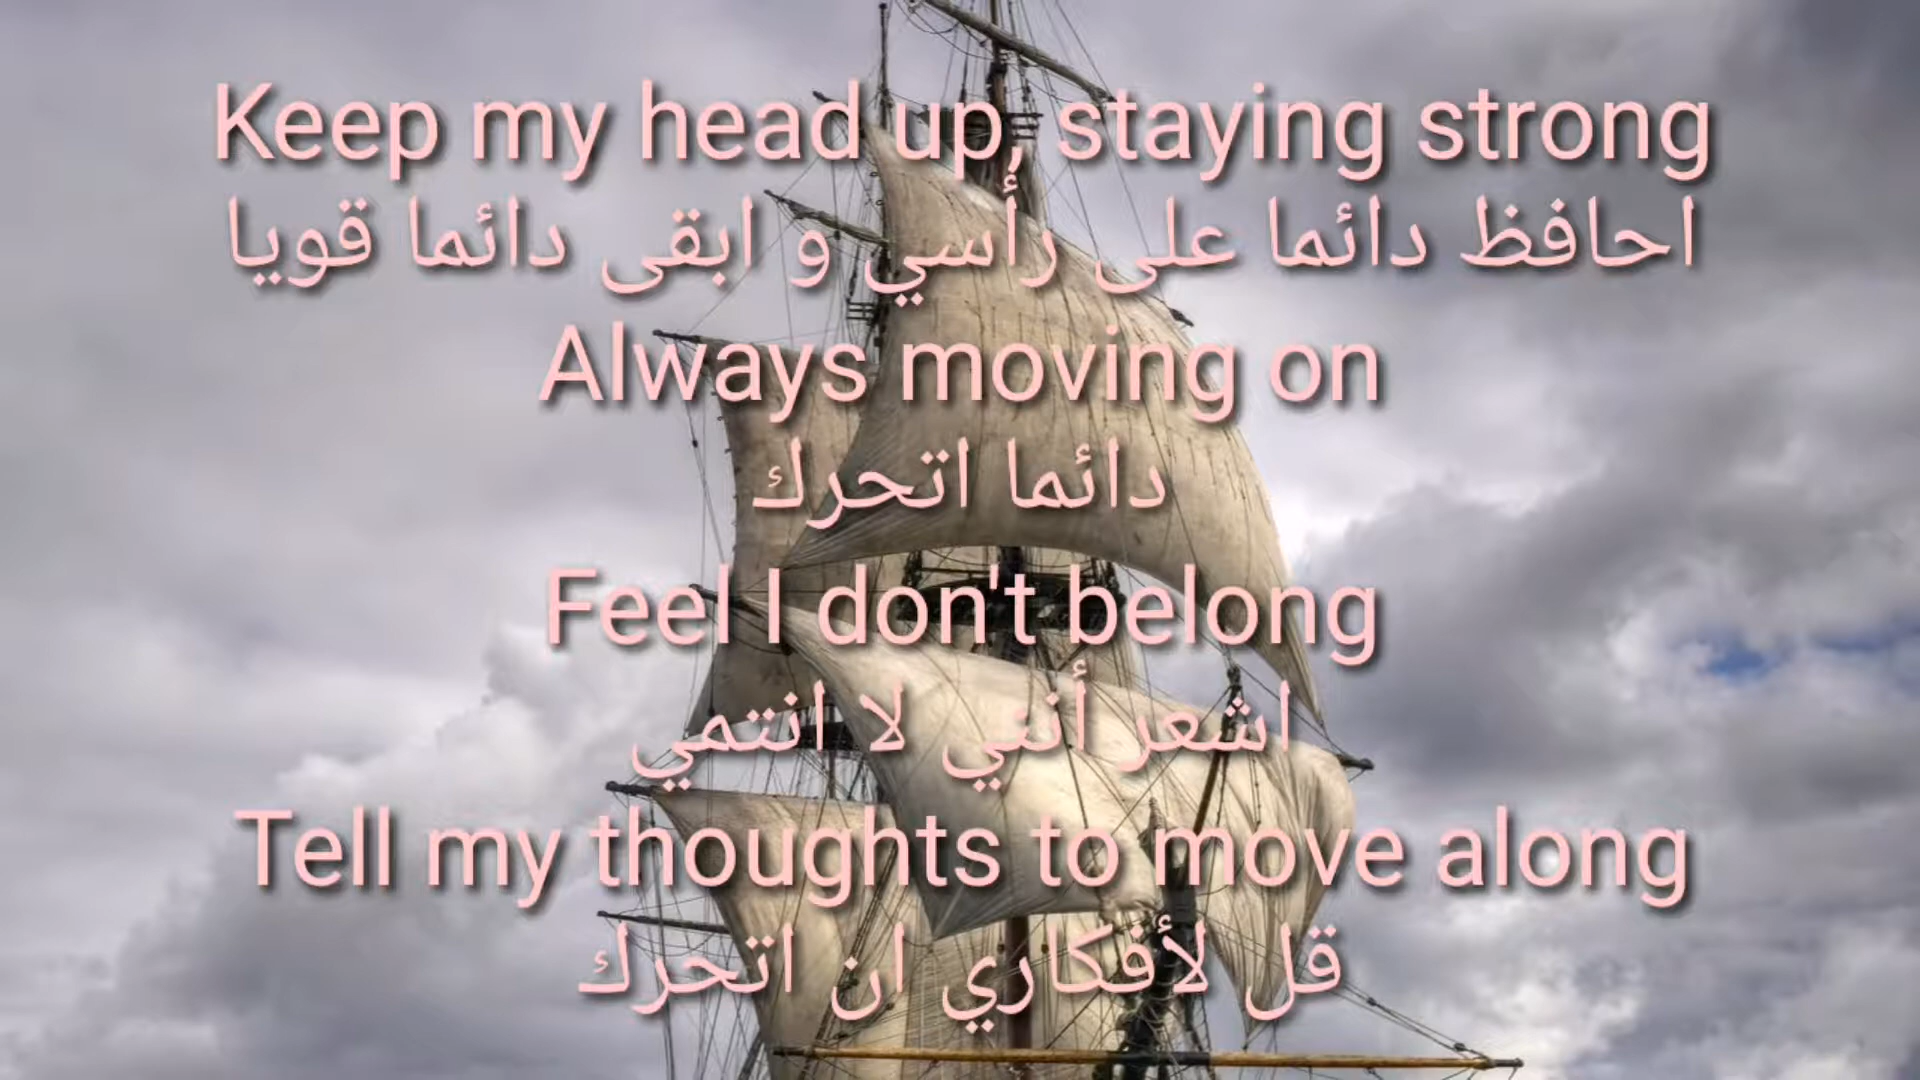 Keep my head up, staying strong
احافظ دائما على رأسي و ابقى دائما قويا
Always moving on
دائما اتحرك
Feel I don't belong
اشعر أنني لا انتمي
Tell my thoughts to move along
قل لأفكاري ان اتحرك